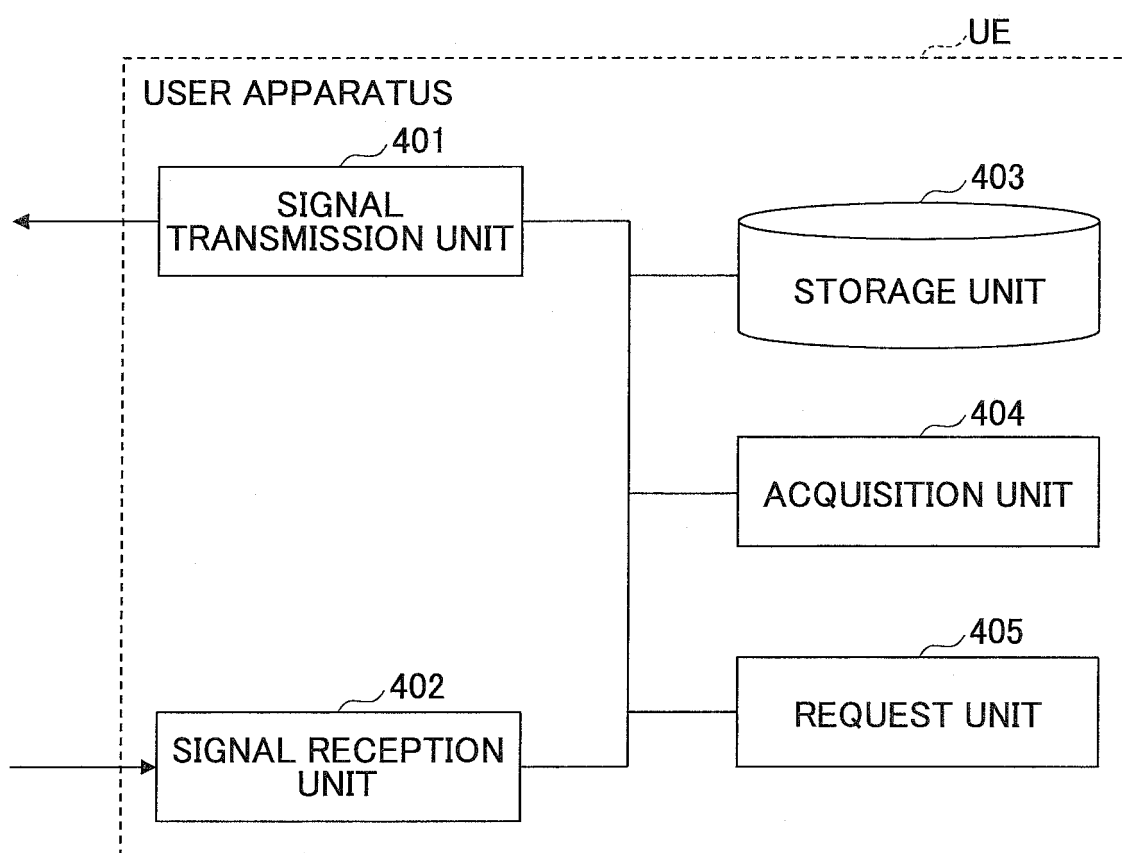 UE
USER APPARATUS
401
SIGNAL
TRANSMISSION UNIT
403
STORAGE UNIT
404
ACQUISITION UNIT
405
REQUEST UNIT
402
SIGNAL RECEPTION
UNIT